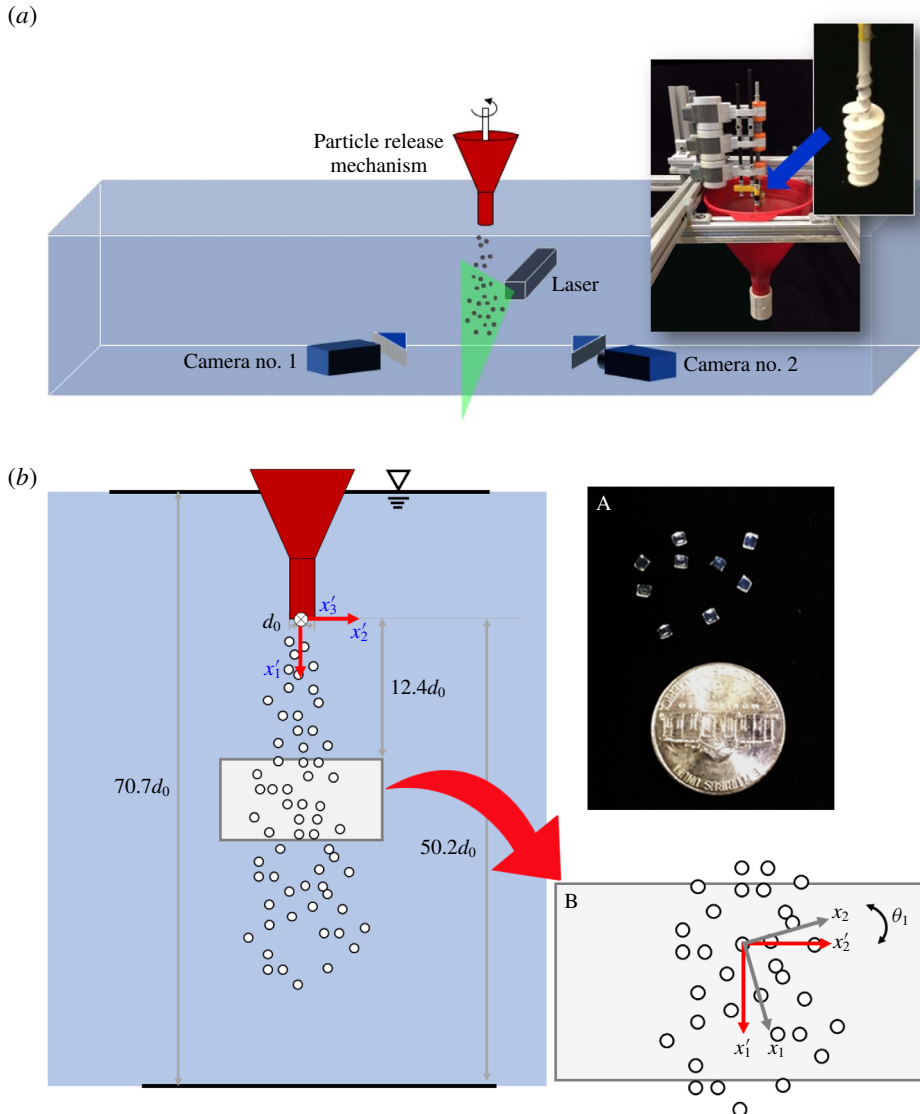 (a)
Particle release
mechanism
Laser
Camera no. 1
Camera no. 2
(b)
A
x′3
d0
x′2
x′1
12.4d0
70.7d0
50.2d0
B
x2
θ1
x′2
x′1
x1